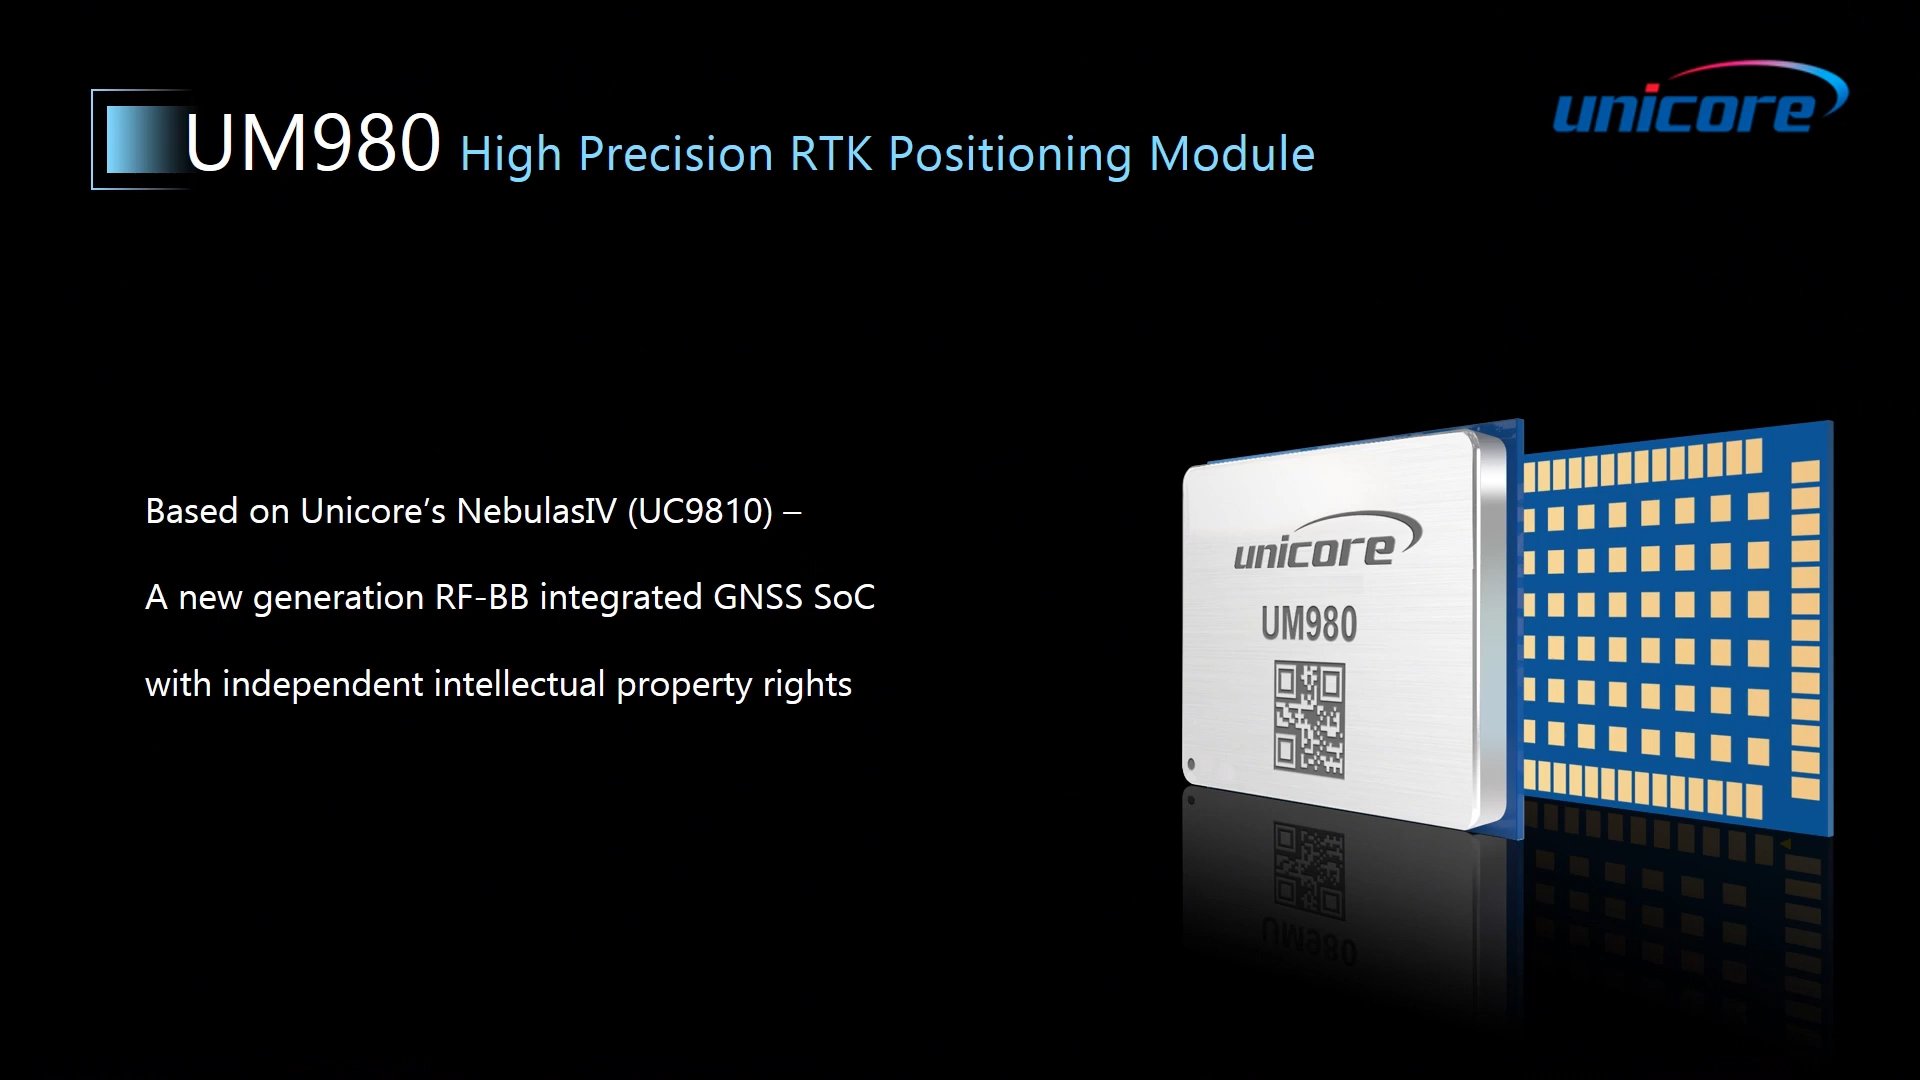 UM980 High Precision RTK Positioning Module
unicore
Based on Unicore’s NebulasIV (UC9810) –
A new generation RF-BB integrated GNSS SoC
with independent intellectual property rights
unicore
UM980
UM980